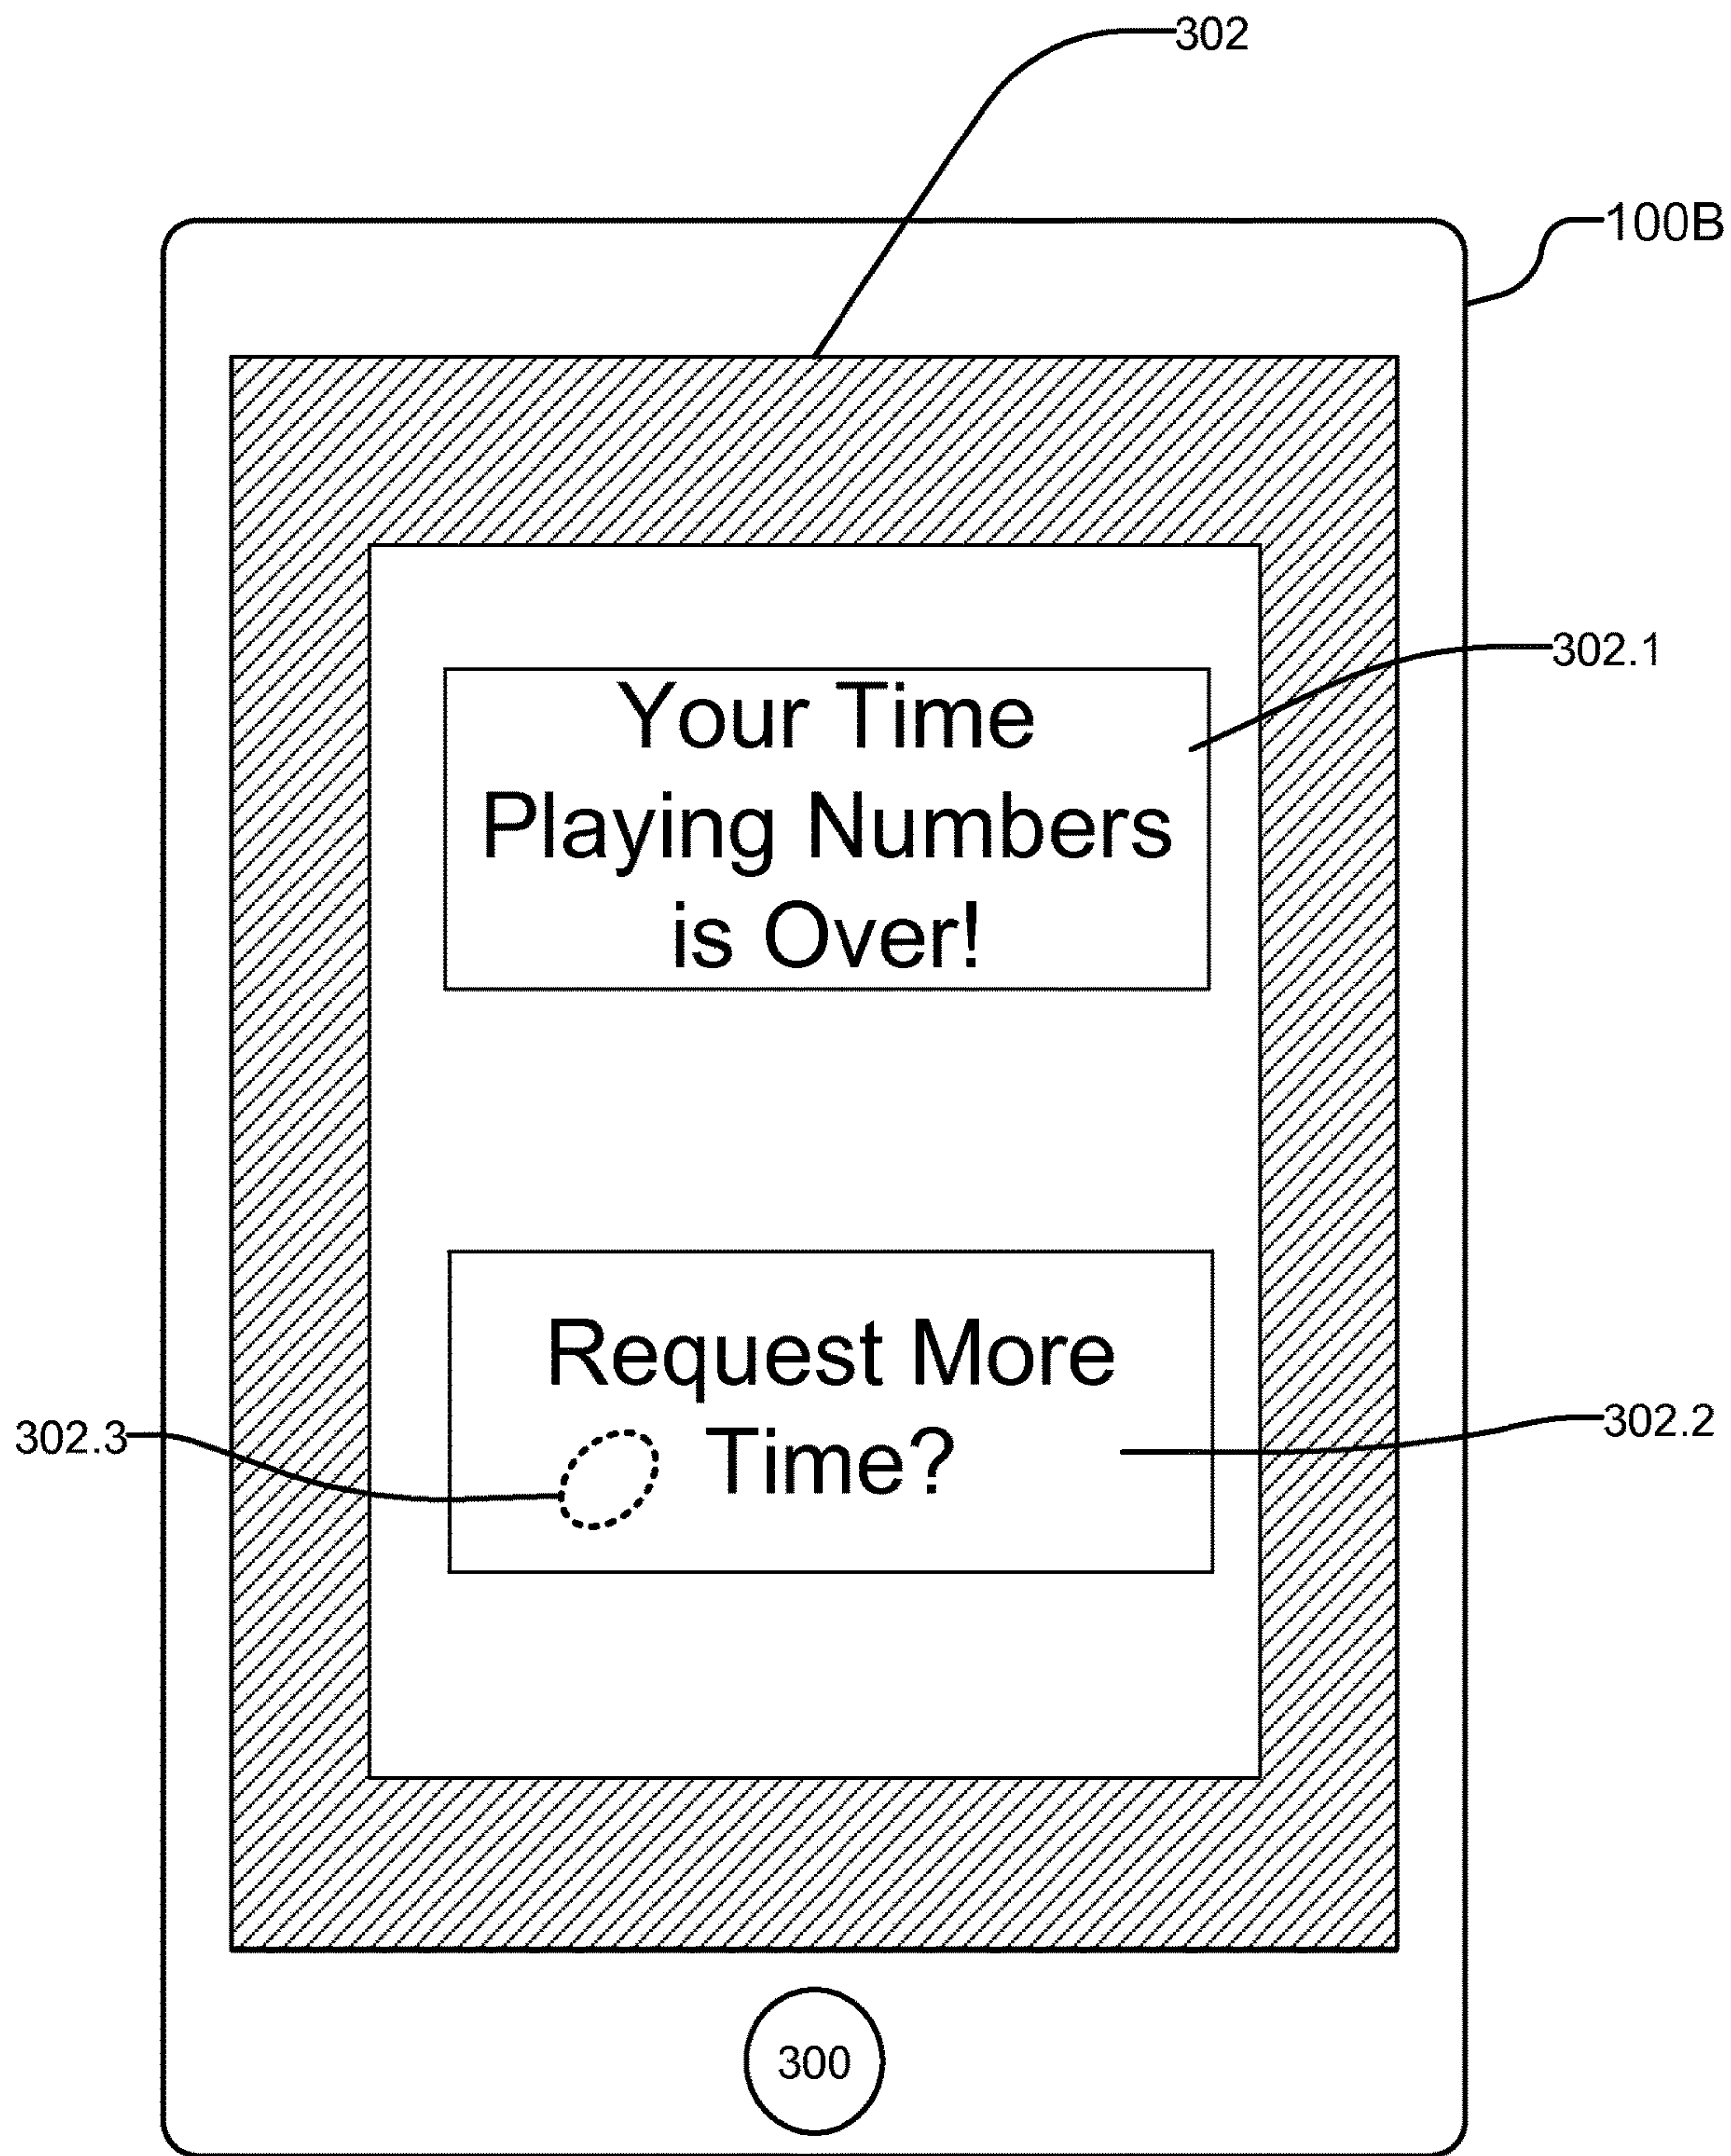 302
100B
302.1
Your Time
Playing Numbers
is Over!
Request More
Time?
302.3
302.2
300